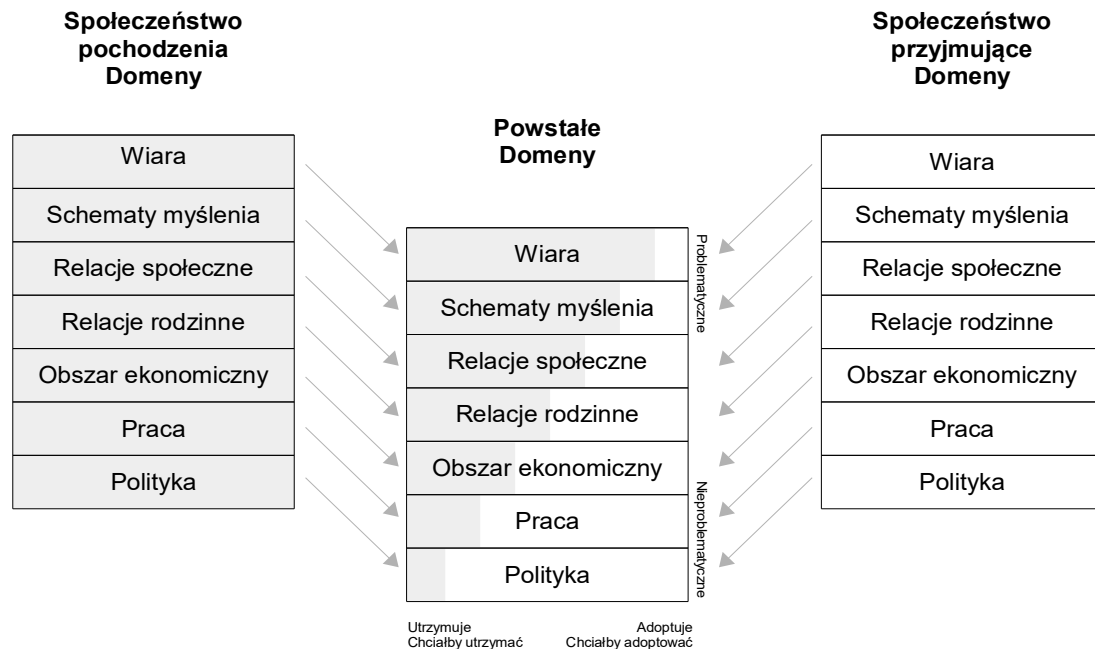 Społeczeństwo
pochodzenia
Domeny
Wiara
Schematy myślenia
Relacje społeczne
Relacje rodzinne
Obszar ekonomiczny
Praca
Polityka
Powstałe
Domeny
Wiara
Schematy myślenia
Relacje społeczne
Relacje rodzinne
Obszar ekonomiczny
Praca
Polityka
Problematyczne
Nieproblematyczne
Utrzymuje
Chciałby utrzymać
Adoptuje
Chciałby adoptować
Społeczeństwo
przyjmujące
Domeny
Wiara
Schematy myślenia
Relacje społeczne
Relacje rodzinne
Obszar ekonomiczny
Praca
Polityka